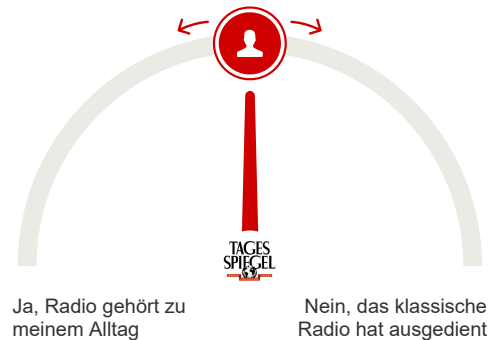 TAGES
SPIEGEL
Ja, Radio gehört zu
meinem Alltag
Nein, das klassische
Radio hat ausgedient